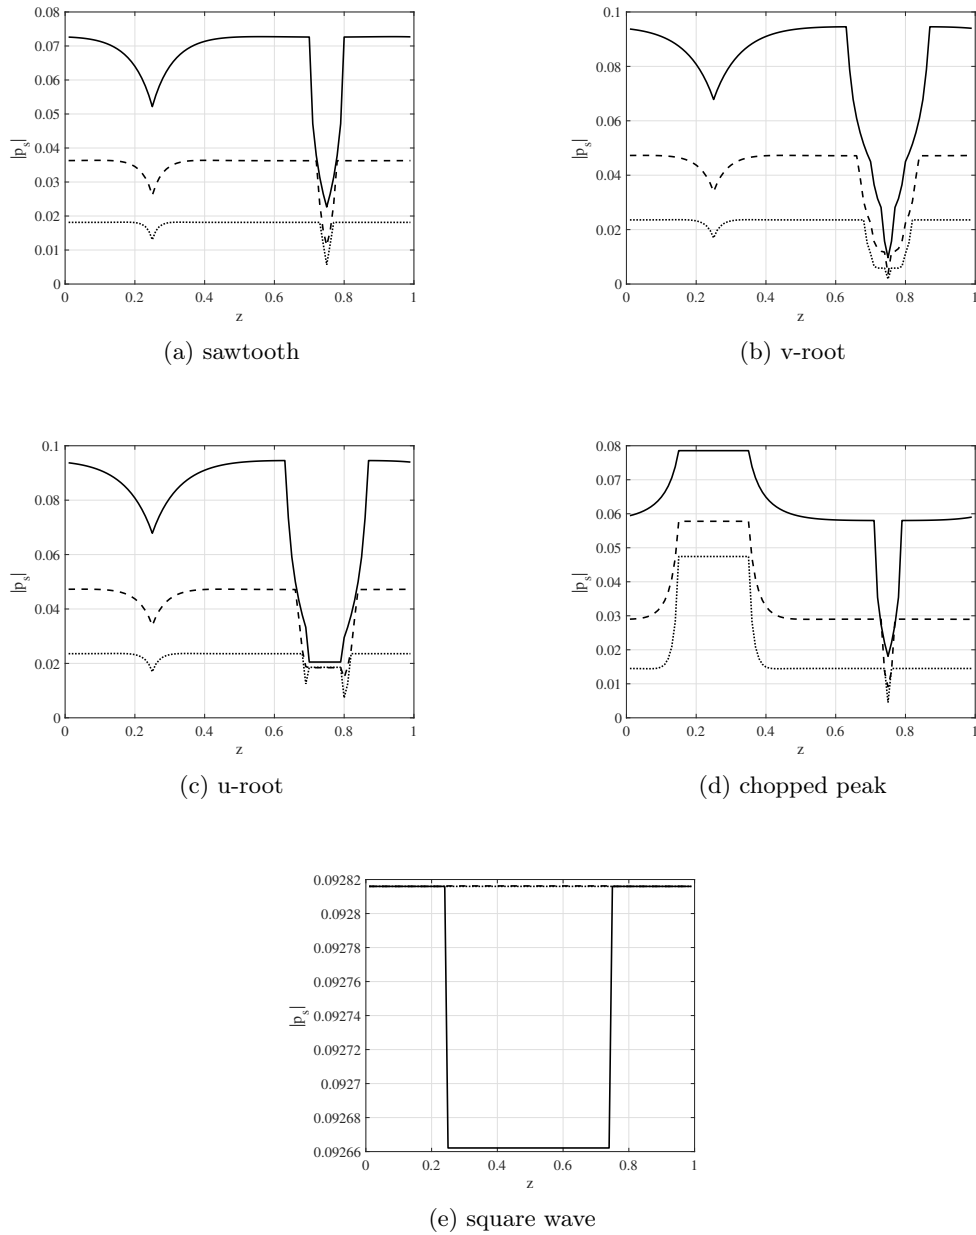 0.08
0.07
0.06
0.05
0.04
0.03
0.02
0.01
0
|p_s|
0 0.2 0.4 0.6 0.8 1
z
(a) sawtooth
0.1
0.08
0.06
0.04
0.02
0
|p_s|
0 0.2 0.4 0.6 0.8 1
z
(b) v-root
0.1
0.08
0.06
0.04
0.02
0
|p_s|
0 0.2 0.4 0.6 0.8 1
z
(c) u-root
0.08
0.07
0.06
0.05
0.04
0.03
0.02
0.01
0
|p_s|
0 0.2 0.4 0.6 0.8 1
z
(d) chopped peak
0.09282
0.0928
0.09278
0.09276
0.09274
0.09272
0.0927
0.09268
0.09266
|p_s|
0 0.2 0.4 0.6 0.8 1
z
(e) square wave